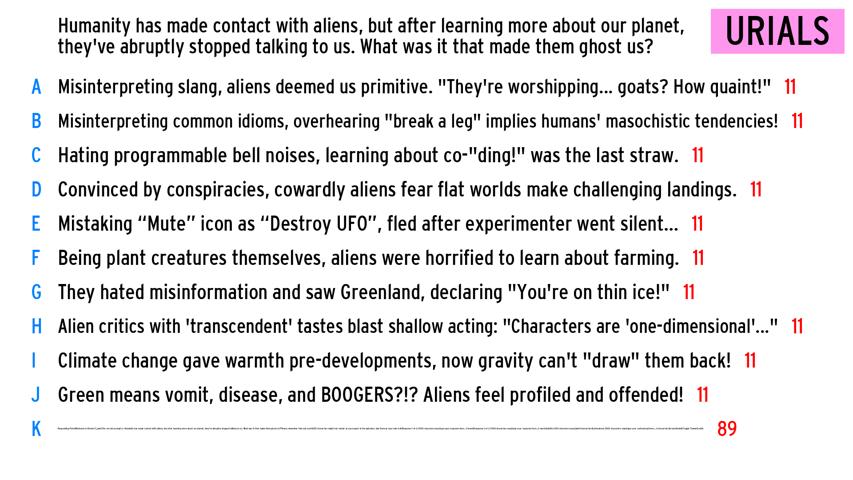 Humanity has made contact with aliens, but after learning more about our planet,
they've abruptly stopped talking to us. What was it that made them ghost us?
URIALS
A Misinterpreting slang, aliens deemed us primitive. "They're worshipping... goats? How quaint!" 11
B Misinterpreting common idioms, overhearing "break a leg" implies humans' masochistic tendencies! 11
C Hating programmable bell noises, learning about co-"ding!" was the last straw. 11
D Convinced by conspiracies, cowardly aliens fear flat worlds make challenging landings. 11
E Mistaking “Mute” icon as “Destroy UFO”, fled after experimenter went silent... 11
F Being plant creatures themselves, aliens were horrified to learn about farming. 11
G They hated misinformation and saw Greenland, declaring "You're on thin ice!" 11
H Alien critics with 'transcendent' tastes blast shallow acting: "Characters are 'one-dimensional'..." 11
I Climate change gave warmth pre-developments, now gravity can't "draw" them back! 11
J Green means vomit, disease, and BOOGERS?!? Aliens feel profiled and offended! 11
K 89